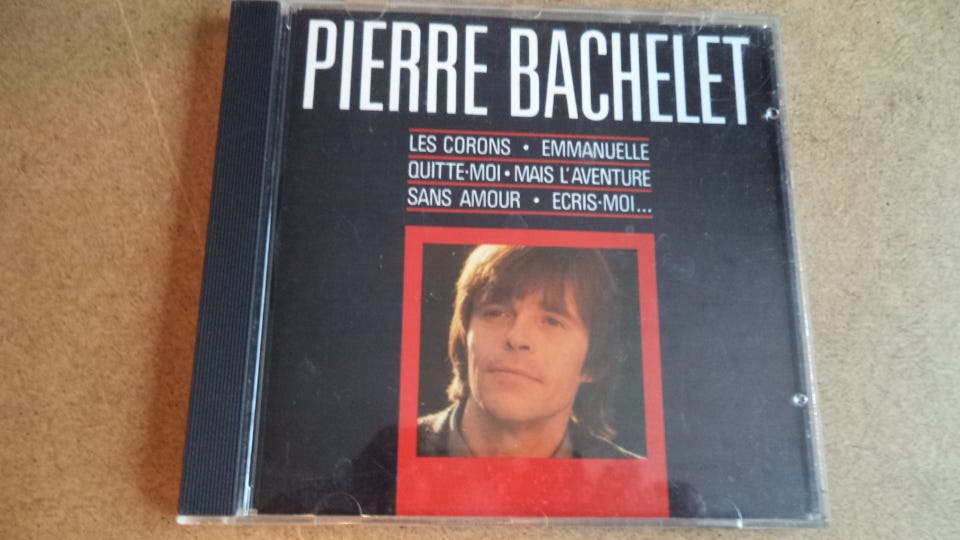 PIERRE BACHELET
LES CORONS • EMMANUELLE
QUITTE-MOI • MAIS L'AVENTURE
SANS AMOUR • ECRIS-MOI...